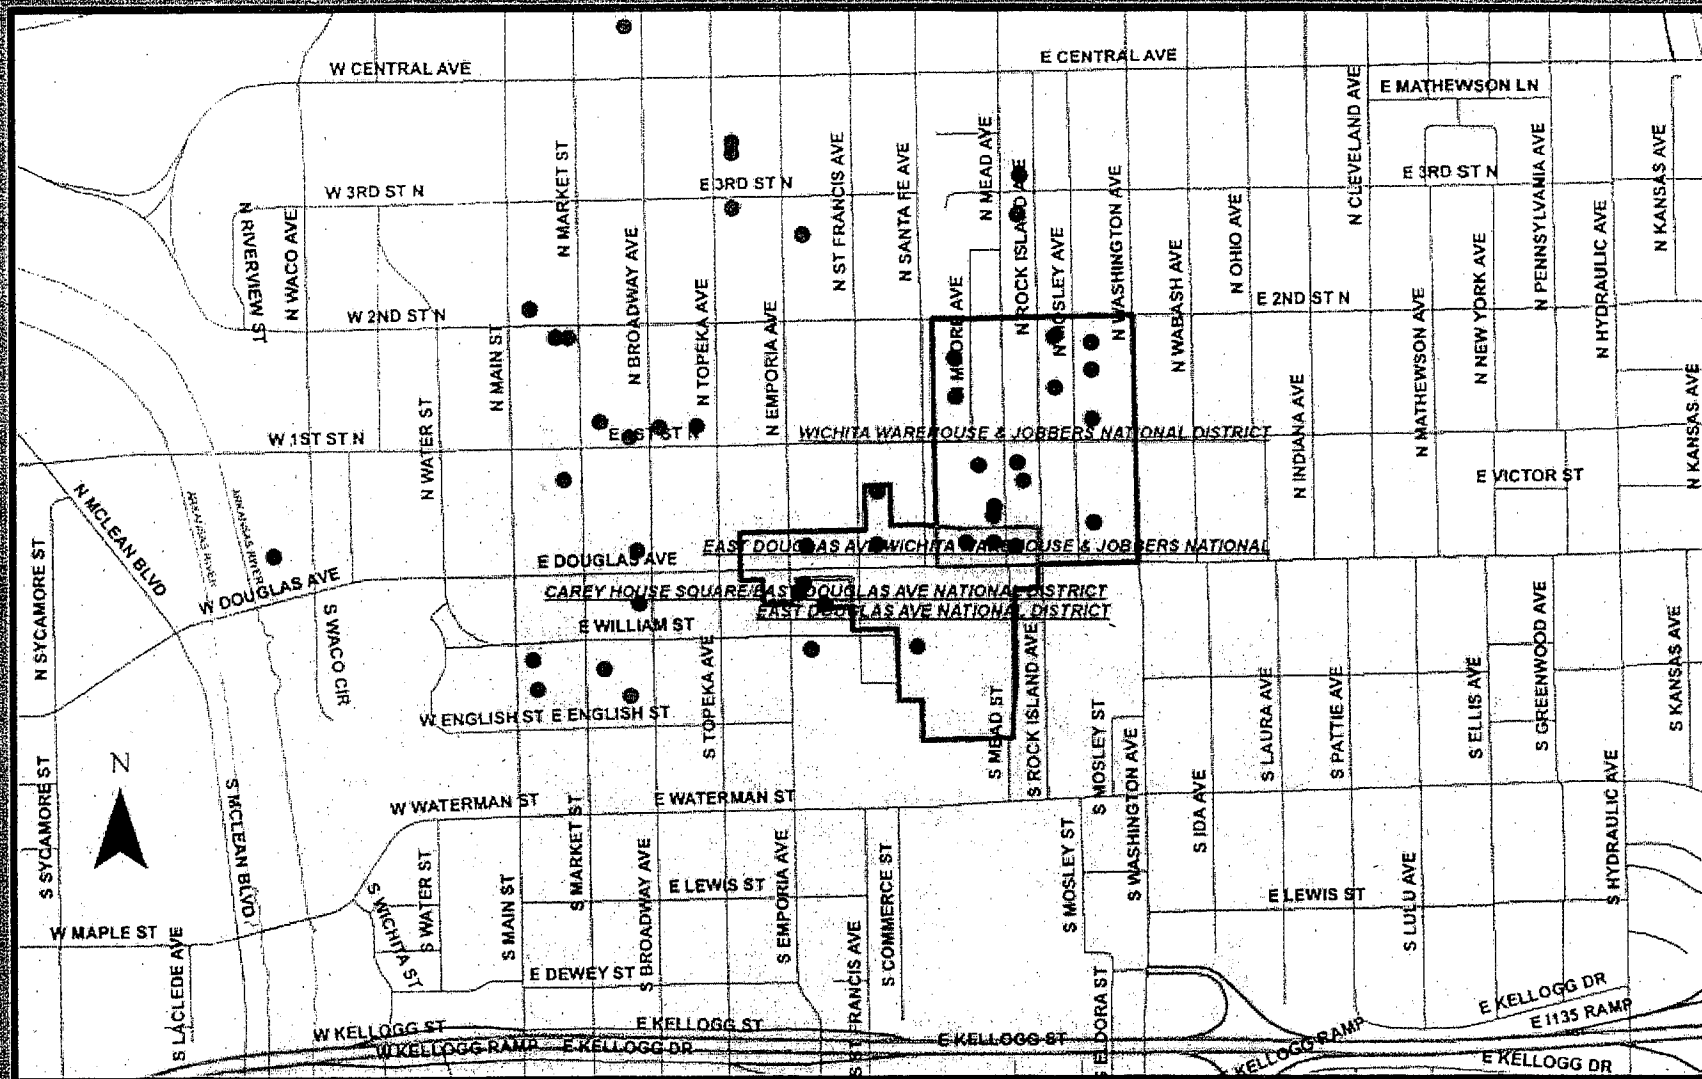 W CENTRAL AVE
E CENTRAL AVE
E MATHEWSON LN
N CLEVELAND AVE
N MARKET ST
N ST FRANCIS AVE
N SANTA FE AVE
N MEAD AVE
N ROCK ISLAND AVE
N WASHINGTON AVE
N PENNSYLVANIA AVE
N KANSAS AVE
W 3RD ST N
E 3RD ST N
E 3RD ST N
N RIVERVIEW ST
N WACO AVE
N BROADWAY AVE
N TOPEKA AVE
N EMPORIA AVE
N MOSLEY AVE
N WABASH AVE
N OHIO AVE
N NEW YORK AVE
N HYDRAULIC AVE
W 2ND ST N
E 2ND ST N
N MAIN ST
N MATHEWSON AVE
N INDIANA AVE
N KANSAS AVE
N WATER ST
W 1ST ST N
E 1ST ST N
WICHITA WAREHOUSE & JOBBERS NATIONAL DISTRICT
E VICTOR ST
N MCLEAN BLVD
ARKANSAS RIVER
ARKANSAS RIVER
N SYCAMORE ST
E DOUGLAS AVE
EAST DOUGLAS AVE/WICHITA WAREHOUSE & JOBBERS NATIONAL
W DOUGLAS AVE
CAREY HOUSE SQUARE/EAST DOUGLAS AVE NATIONAL DISTRICT
EAST DOUGLAS AVE NATIONAL DISTRICT
E WILLIAM ST
S WACO CIR
S TOPEKA AVE
S ROCK ISLAND AVE
S MEAD ST
S MOSLEY ST
S LAURA AVE
S PATTIE AVE
S ELLIS AVE
S GREENWOOD AVE
S KANSAS AVE
W ENGLISH ST
E ENGLISH ST
N
S SYCAMORE ST
S MCLEAN BLVD
W WATERMAN ST
E WATERMAN ST
S WASHINGTON AVE
S IDA AVE
S HYDRAULIC AVE
S MARKET ST
S WATER ST
S WICHITA ST
S MAIN ST
S BROADWAY AVE
E LEWIS ST
S EMPORIA AVE
S COMMERCE ST
S MOSLEY ST
E LEWIS ST
S LULU AVE
W MAPLE ST
S LACLEDE AVE
E DEWEY ST
S ST FRANCIS AVE
S ELDORA ST
E KELLOGG DR
E I135 RAMP
W KELLOGG ST
E KELLOGG ST
E KELLOGG ST
E KELLOGG RAMP
W KELLOGG RAMP
E KELLOGG DR
E KELLOGG DR